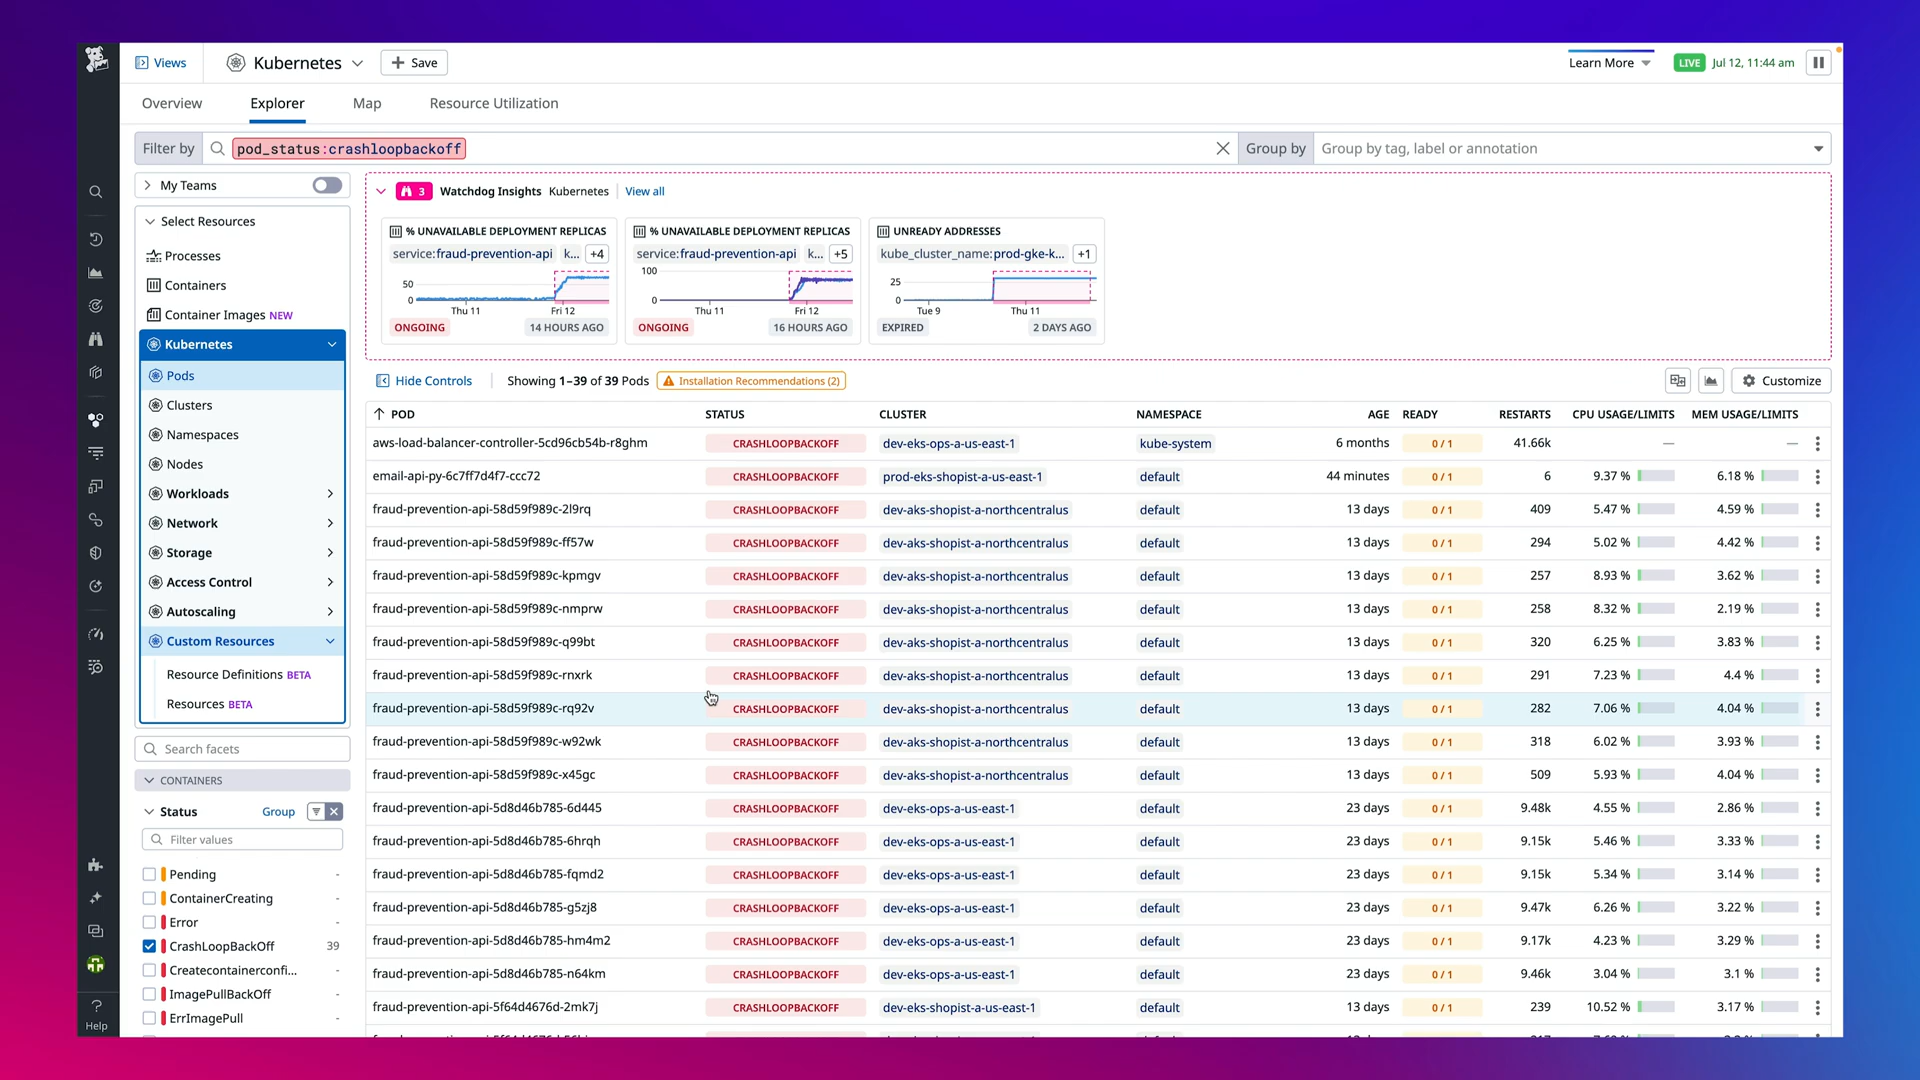 Views
Kubernetes
+ Save
Learn More
LIVE Jul 12, 11:44 am
Overview
Explorer
Map
Resource Utilization
Filter by
pod_status:crashloopbackoff
Group by
Group by tag, label or annotation
My Teams
Select Resources
Processes
Containers
Container Images NEW
Kubernetes
Pods
Clusters
Namespaces
Nodes
Workloads
Network
Storage
Access Control
Autoscaling
Custom Resources
Resource Definitions BETA
Resources BETA
Search facets
CONTAINERS
Status Group
Filter values
Pending -
ContainerCreating -
Error -
CrashLoopBackOff 39
Createcontainerconfi... -
ImagePullBackOff -
ErrImagePull -
Help
3 Watchdog Insights Kubernetes View all
% UNAVAILABLE DEPLOYMENT REPLICAS
service:fraud-prevention-api k... +4
50
0
Thu 11 Fri 12
ONGOING 14 HOURS AGO
% UNAVAILABLE DEPLOYMENT REPLICAS
service:fraud-prevention-api k... +5
100
0
Thu 11 Fri 12
ONGOING 16 HOURS AGO
UNREADY ADDRESSES
kube_cluster_name:prod-gke-k... +1
25
0
Tue 9 Thu 11
EXPIRED 2 DAYS AGO
Hide Controls
Showing 1–39 of 39 Pods
Installation Recommendations (2)
Customize
POD STATUS CLUSTER NAMESPACE AGE READY RESTARTS CPU USAGE/LIMITS MEM USAGE/LIMITS
aws-load-balancer-controller-5cd96cb54b-r8ghm CRASHLOOPBACKOFF dev-eks-ops-a-us-east-1 kube-system 6 months 0 / 1 41.66k — —
email-api-py-6c7ff7d4f7-ccc72 CRASHLOOPBACKOFF prod-eks-shopist-a-us-east-1 default 44 minutes 0 / 1 6 9.37 % 6.18 %
fraud-prevention-api-58d59f989c-2l9rq CRASHLOOPBACKOFF dev-aks-shopist-a-northcentralus default 13 days 0 / 1 409 5.47 % 4.59 %
fraud-prevention-api-58d59f989c-ff57w CRASHLOOPBACKOFF dev-aks-shopist-a-northcentralus default 13 days 0 / 1 294 5.02 % 4.42 %
fraud-prevention-api-58d59f989c-kpmgv CRASHLOOPBACKOFF dev-aks-shopist-a-northcentralus default 13 days 0 / 1 257 8.93 % 3.62 %
fraud-prevention-api-58d59f989c-nmprw CRASHLOOPBACKOFF dev-aks-shopist-a-northcentralus default 13 days 0 / 1 258 8.32 % 2.19 %
fraud-prevention-api-58d59f989c-q99bt CRASHLOOPBACKOFF dev-aks-shopist-a-northcentralus default 13 days 0 / 1 320 6.25 % 3.83 %
fraud-prevention-api-58d59f989c-rnxrk CRASHLOOPBACKOFF dev-aks-shopist-a-northcentralus default 13 days 0 / 1 291 7.23 % 4.4 %
fraud-prevention-api-58d59f989c-rq92v CRASHLOOPBACKOFF dev-aks-shopist-a-northcentralus default 13 days 0 / 1 282 7.06 % 4.04 %
fraud-prevention-api-58d59f989c-w92wk CRASHLOOPBACKOFF dev-aks-shopist-a-northcentralus default 13 days 0 / 1 318 6.02 % 3.93 %
fraud-prevention-api-58d59f989c-x45gc CRASHLOOPBACKOFF dev-aks-shopist-a-northcentralus default 13 days 0 / 1 509 5.93 % 4.04 %
fraud-prevention-api-5d8d46b785-6d445 CRASHLOOPBACKOFF dev-eks-ops-a-us-east-1 default 23 days 0 / 1 9.48k 4.55 % 2.86 %
fraud-prevention-api-5d8d46b785-6hrqh CRASHLOOPBACKOFF dev-eks-ops-a-us-east-1 default 23 days 0 / 1 9.15k 5.46 % 3.33 %
fraud-prevention-api-5d8d46b785-fqmd2 CRASHLOOPBACKOFF dev-eks-ops-a-us-east-1 default 23 days 0 / 1 9.15k 5.34 % 3.14 %
fraud-prevention-api-5d8d46b785-g5zj8 CRASHLOOPBACKOFF dev-eks-ops-a-us-east-1 default 23 days 0 / 1 9.47k 6.26 % 3.22 %
fraud-prevention-api-5d8d46b785-hm4m2 CRASHLOOPBACKOFF dev-eks-ops-a-us-east-1 default 23 days 0 / 1 9.17k 4.23 % 3.29 %
fraud-prevention-api-5d8d46b785-n64km CRASHLOOPBACKOFF dev-eks-ops-a-us-east-1 default 23 days 0 / 1 9.46k 3.04 % 3.1 %
fraud-prevention-api-5f64d4676d-2mk7j CRASHLOOPBACKOFF dev-eks-shopist-a-us-east-1 default 13 days 0 / 1 239 10.52 % 3.17 %